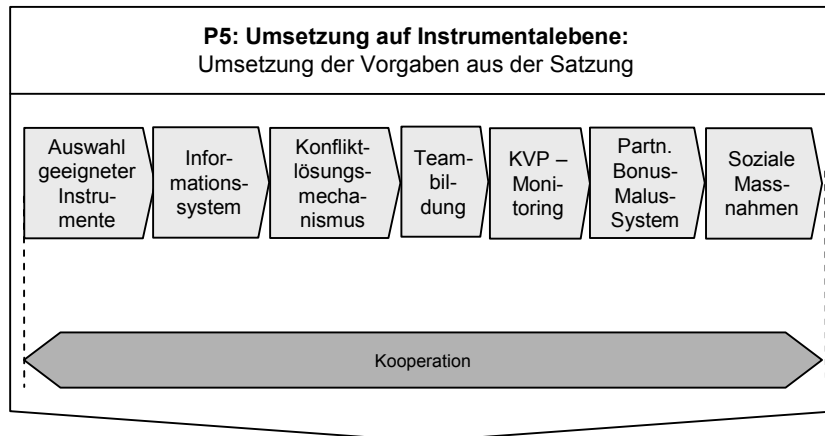 P5: Umsetzung auf Instrumentalebene:
Umsetzung der Vorgaben aus der Satzung
Auswahl
geeigneter
Instru-
mente
Infor-
mations-
system
Konflikt-
lösungs-
mecha-
nismus
Team-
bil-
dung
KVP –
Moni-
toring
Partn.
Bonus-
Malus-
System
Soziale
Mass-
nahmen
Kooperation